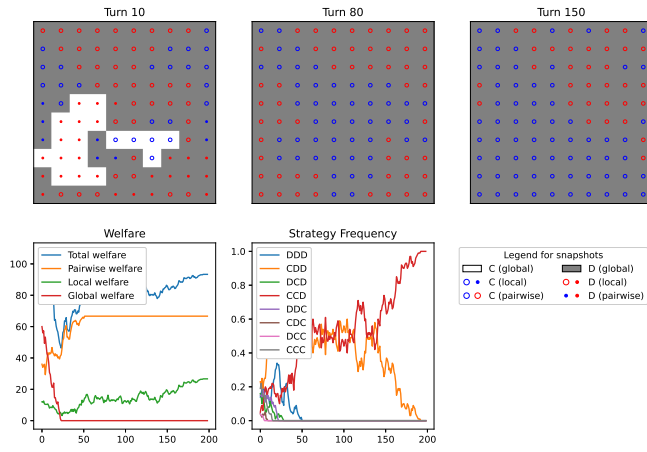 Turn 10
Turn 80
Turn 150
Welfare
100
80
60
40
20
0
0
50
100
150
200
Total welfare
Pairwise welfare
Local welfare
Global welfare
Strategy Frequency
1.0
0.8
0.6
0.4
0.2
0.0
0
50
100
150
200
DDD
CDD
DCD
CCD
DDC
CDC
DCC
CCC
Legend for snapshots
C (global) D (global)
C (local) D (local)
C (pairwise) D (pairwise)